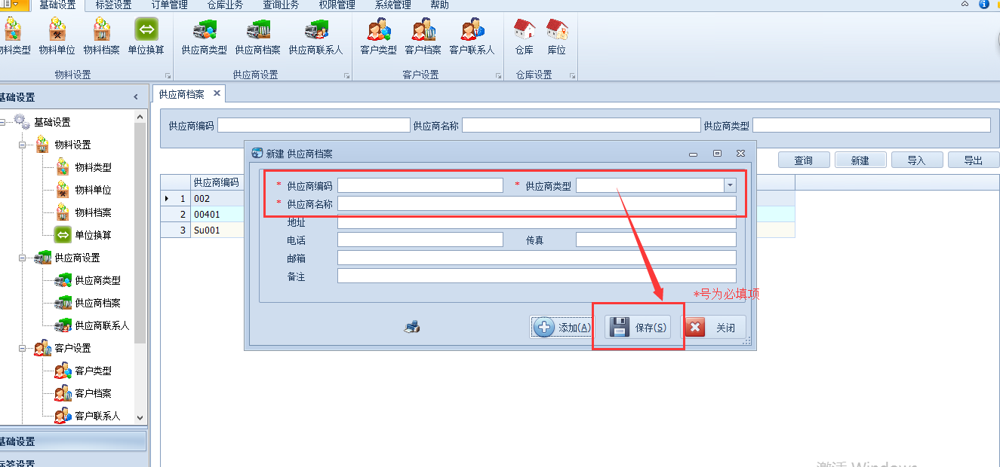 基础设置 标签设置 订单管理 仓库业务 查询业务 权限管理 系统管理 帮助
物料类型 物料单位 物料档案 单位换算 供应商类型 供应商档案 供应商联系人 客户类型 客户档案 客户联系人 仓库 库位
物料设置 供应商设置 客户设置 仓库设置
基础设置
供应商档案
基础设置
物料设置
物料类型
物料单位
物料档案
单位换算
供应商设置
供应商类型
供应商档案
供应商联系人
客户设置
客户类型
客户档案
客户联系人
基础设置
标签设置
供应商编码 供应商名称 供应商类型
查询 新建 导入 导出
供应商编码
1 002
2 00401
3 Su001
新建 供应商档案
* 供应商编码 * 供应商类型
* 供应商名称
地址
电话 传真
邮箱
备注
*号为必填项
添加(A) 保存(S) 关闭
激活 Windows